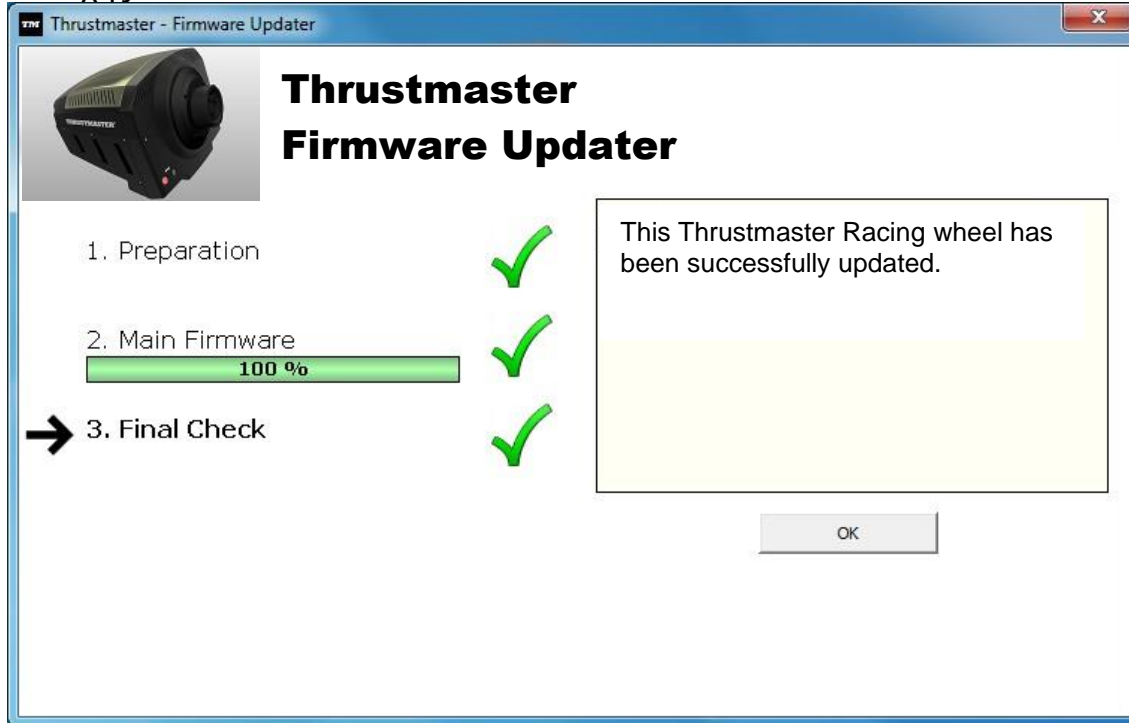 Thrustmaster - Firmware Updater
THRUSTMASTER
Thrustmaster
Firmware Updater
1. Preparation
This Thrustmaster Racing wheel has
been successfully updated.
2. Main Firmware
100 %
3. Final Check
OK